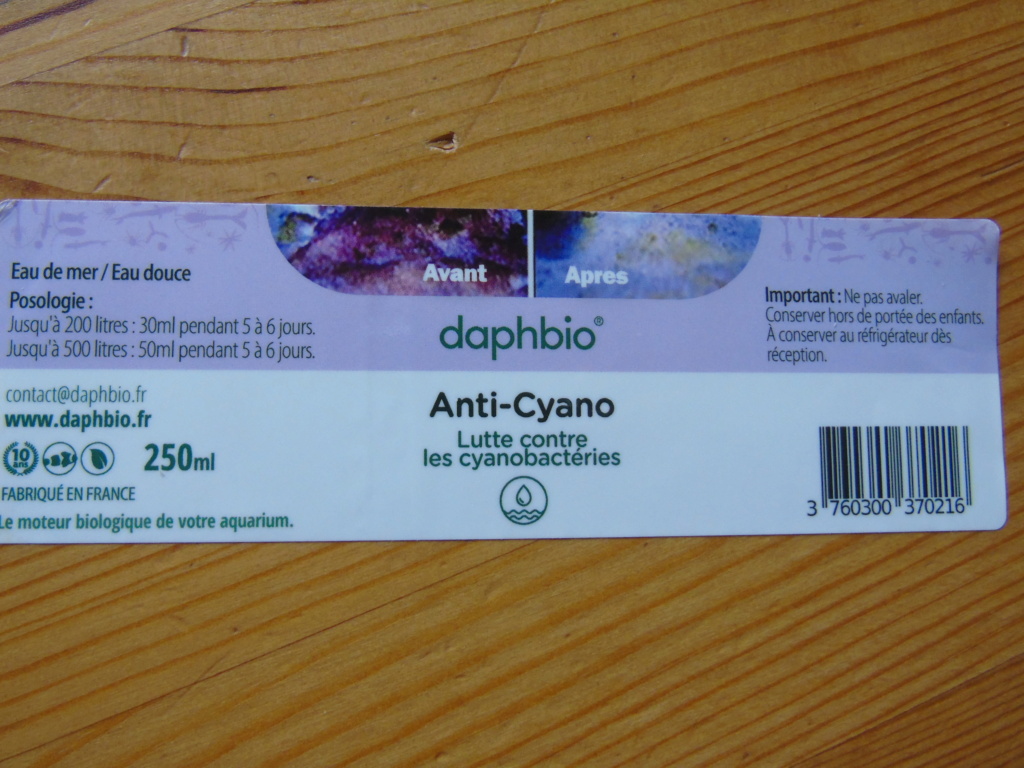 Avant
Apres
Eau de mer / Eau douce
Posologie :
Jusqu'à 200 litres : 30ml pendant 5 à 6 jours.
Jusqu'à 500 litres : 50ml pendant 5 à 6 jours.
contact@daphbio.fr
www.daphbio.fr
10
ans
250ml
FABRIQUÉ EN FRANCE
Le moteur biologique de votre aquarium.
daphbio®
Anti-Cyano
Lutte contre
les cyanobactéries
Important : Ne pas avaler.
Conserver hors de portée des enfants.
À conserver au réfrigérateur dès
réception.
3 760300 370216